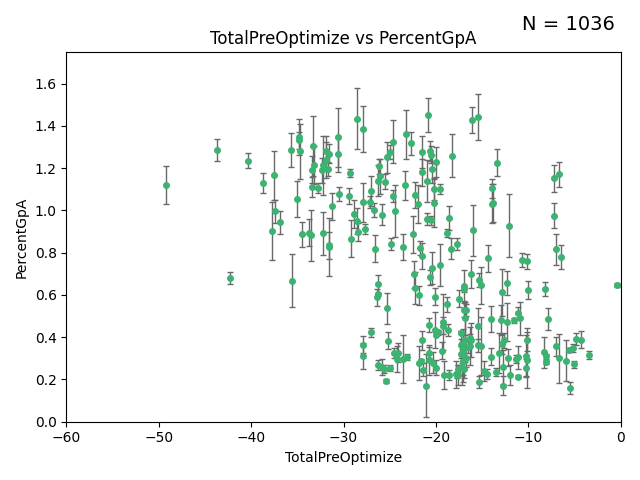 N = 1036
TotalPreOptimize vs PercentGpA
PercentGpA
1.6
1.4
1.2
1.0
0.8
0.6
0.4
0.2
0.0
−60 −50 −40 −30 −20 −10 0
TotalPreOptimize